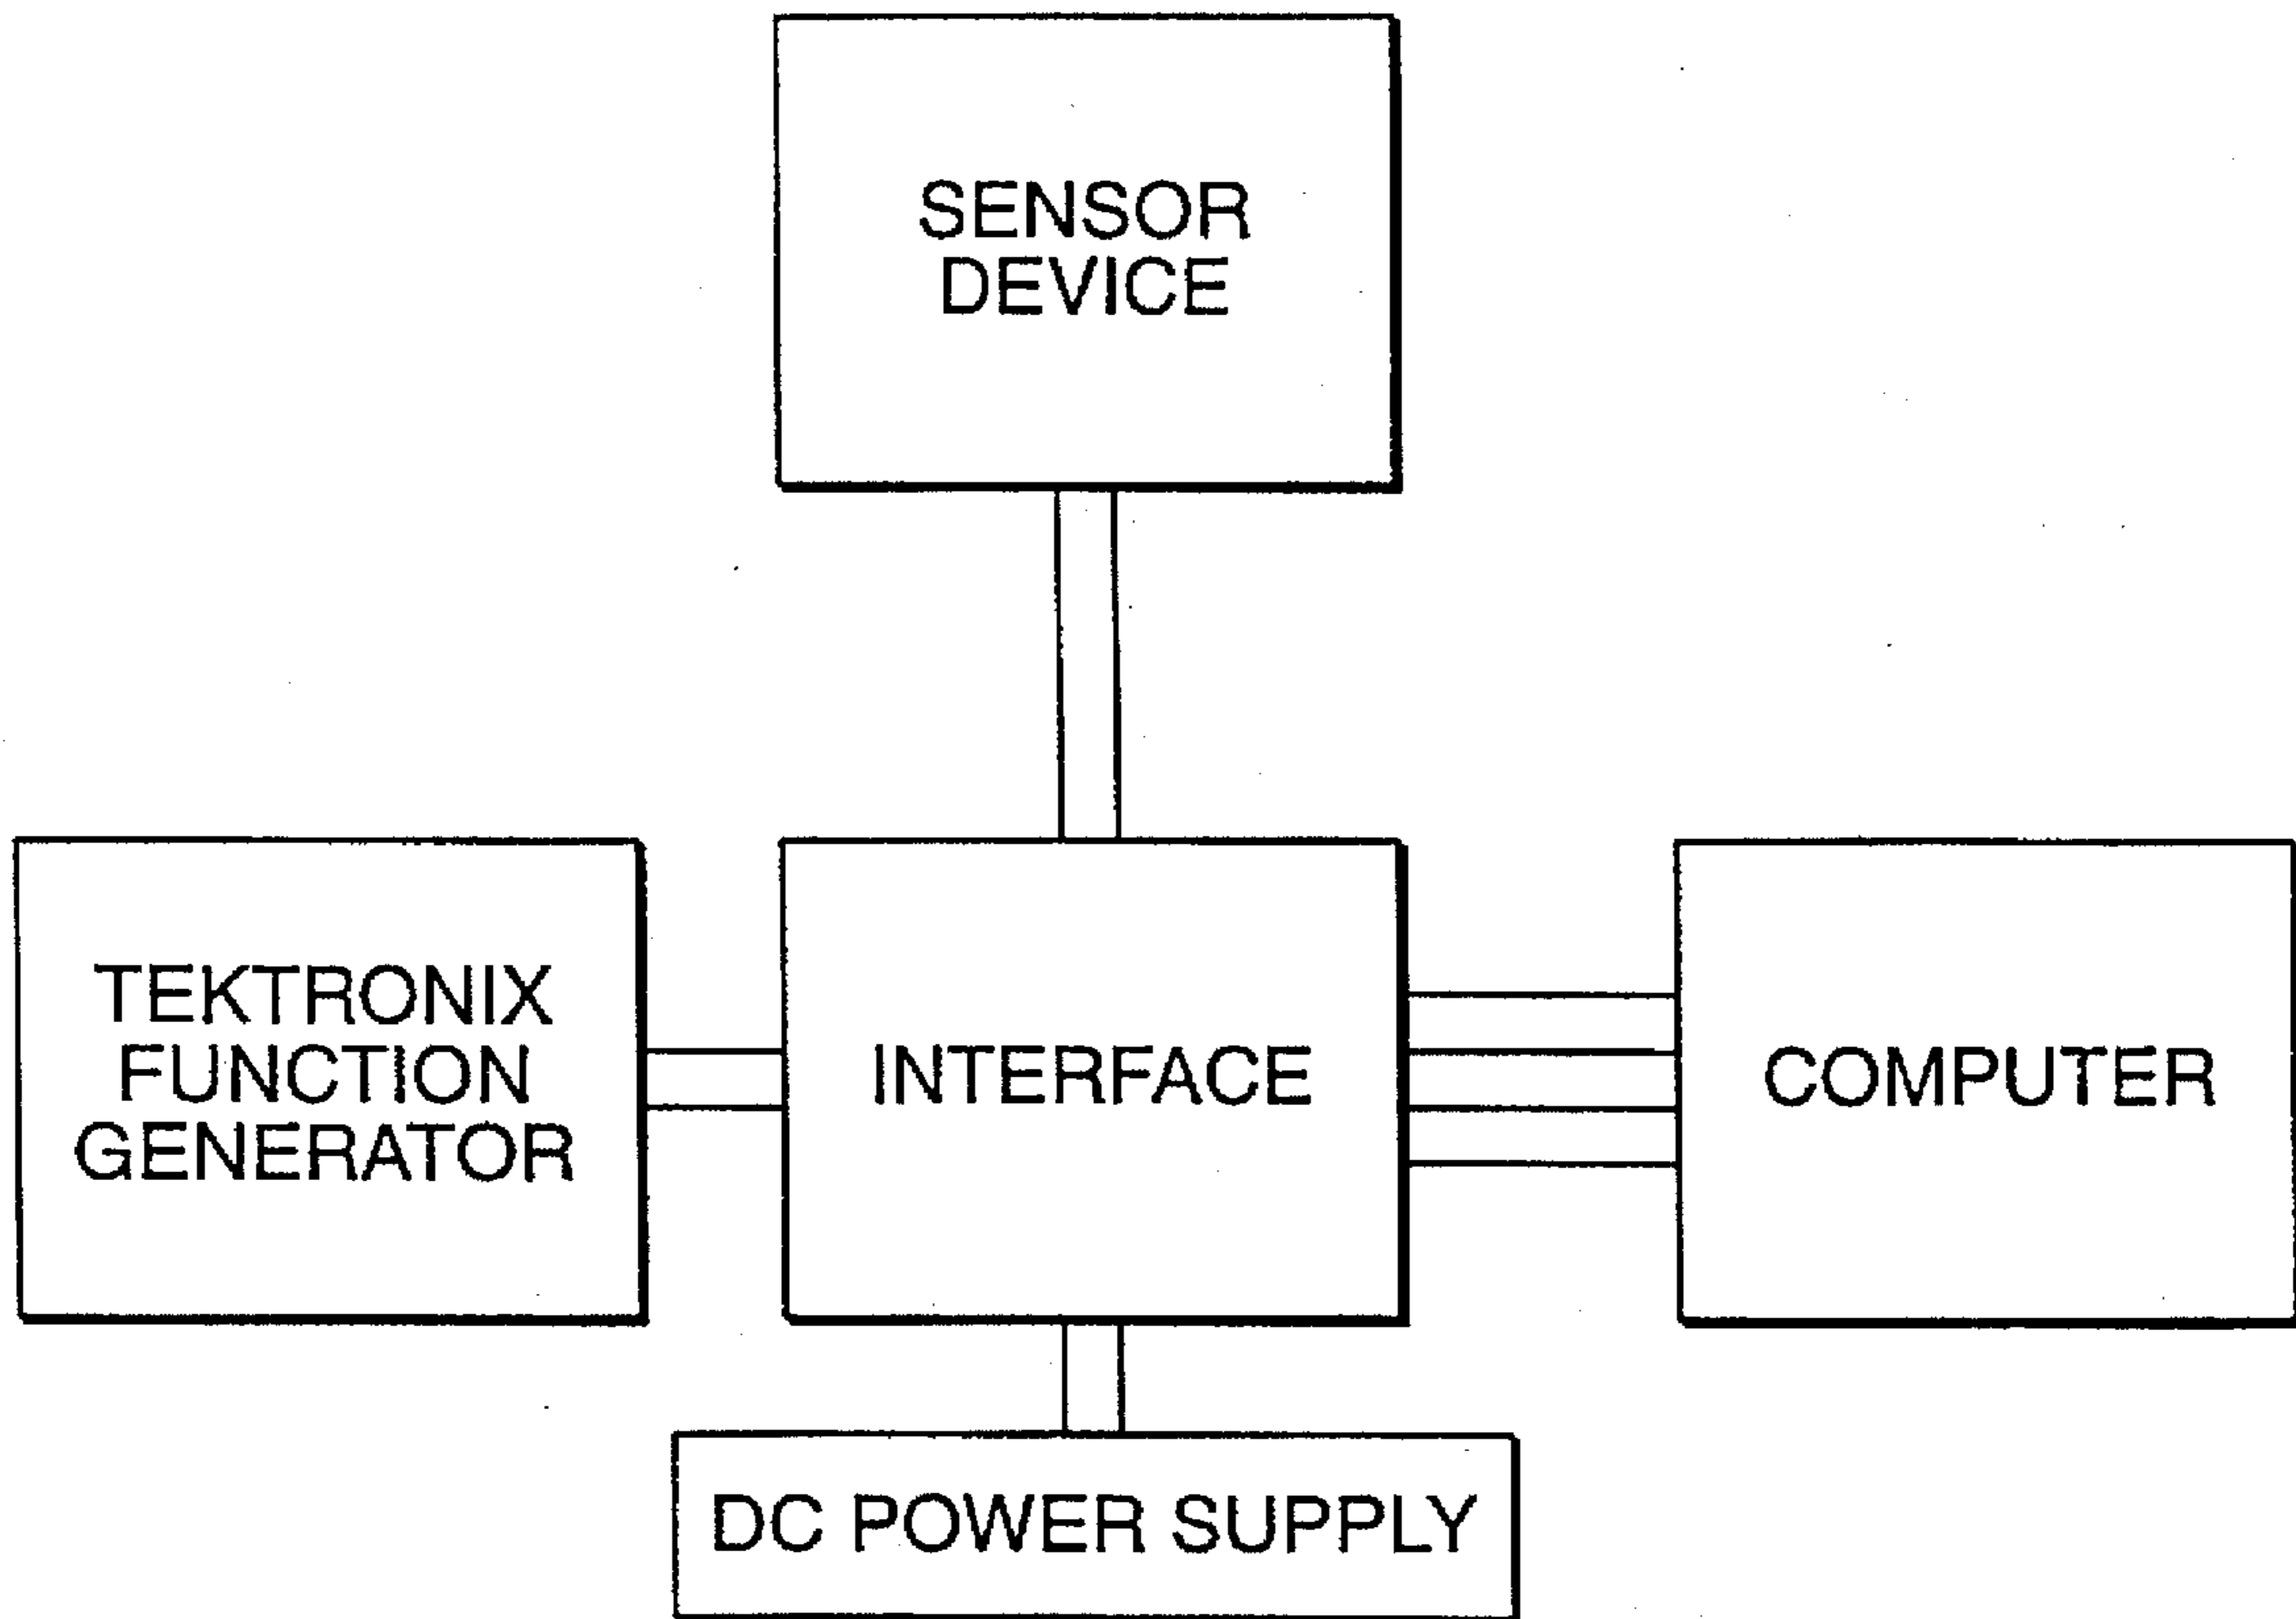 SENSOR
DEVICE
TEKTRONIX
FUNCTION
GENERATOR
INTERFACE
COMPUTER
DC POWER SUPPLY